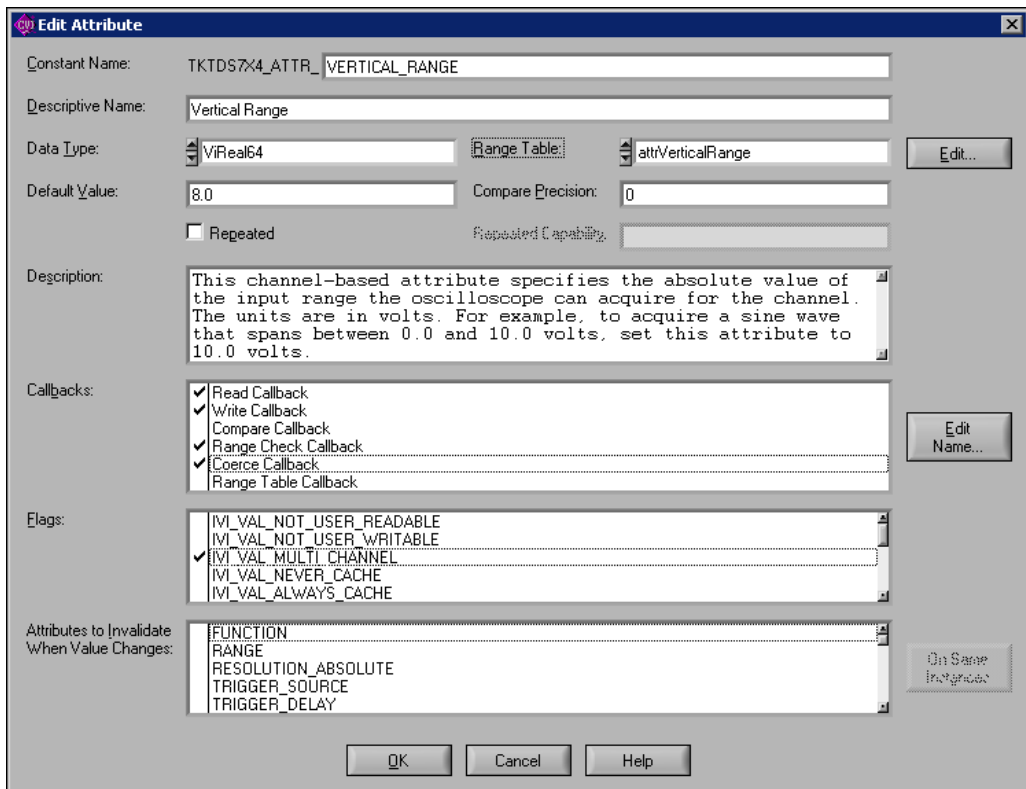 CVI Edit Attribute
Constant Name: TKTDS7X4_ATTR_ VERTICAL_RANGE
Descriptive Name: Vertical Range
Data Type: ViReal64 Range Table: attrVerticalRange Edit...
Default Value: 8.0 Compare Precision: 0
Repeated Repeated Capability:
Description: This channel-based attribute specifies the absolute value of
the input range the oscilloscope can acquire for the channel.
The units are in volts. For example, to acquire a sine wave
that spans between 0.0 and 10.0 volts, set this attribute to
10.0 volts.
Callbacks: Read Callback
Write Callback
Compare Callback
Range Check Callback
Coerce Callback
Range Table Callback
Edit
Name...
Flags: IVI_VAL_NOT_USER_READABLE
IVI_VAL_NOT_USER_WRITABLE
IVI_VAL_MULTI_CHANNEL
IVI_VAL_NEVER_CACHE
IVI_VAL_ALWAYS_CACHE
Attributes to Invalidate
When Value Changes:
FUNCTION
RANGE
RESOLUTION_ABSOLUTE
TRIGGER_SOURCE
TRIGGER_DELAY
On Same
Instances
OK Cancel Help